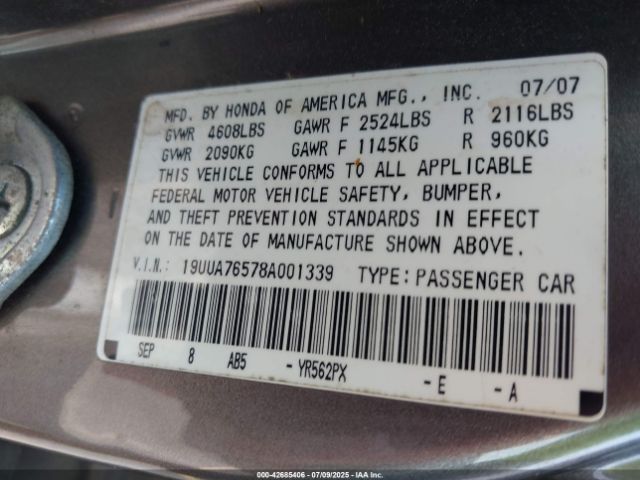 MFD. BY HONDA OF AMERICA MFG., INC. 07/07
GVWR 4608LBS GAWR F 2524LBS R 2116LBS
GVWR 2090KG GAWR F 1145KG R 960KG
THIS VEHICLE CONFORMS TO ALL APPLICABLE
FEDERAL MOTOR VEHICLE SAFETY, BUMPER,
AND THEFT PREVENTION STANDARDS IN EFFECT
ON THE DATE OF MANUFACTURE SHOWN ABOVE.
V.I.N.: 19UUA76578A001339 TYPE: PASSENGER CAR
SEP 8 AB5 - YR562PX - E - A
000-42685406 | 07/09/2025 | IAA Inc.